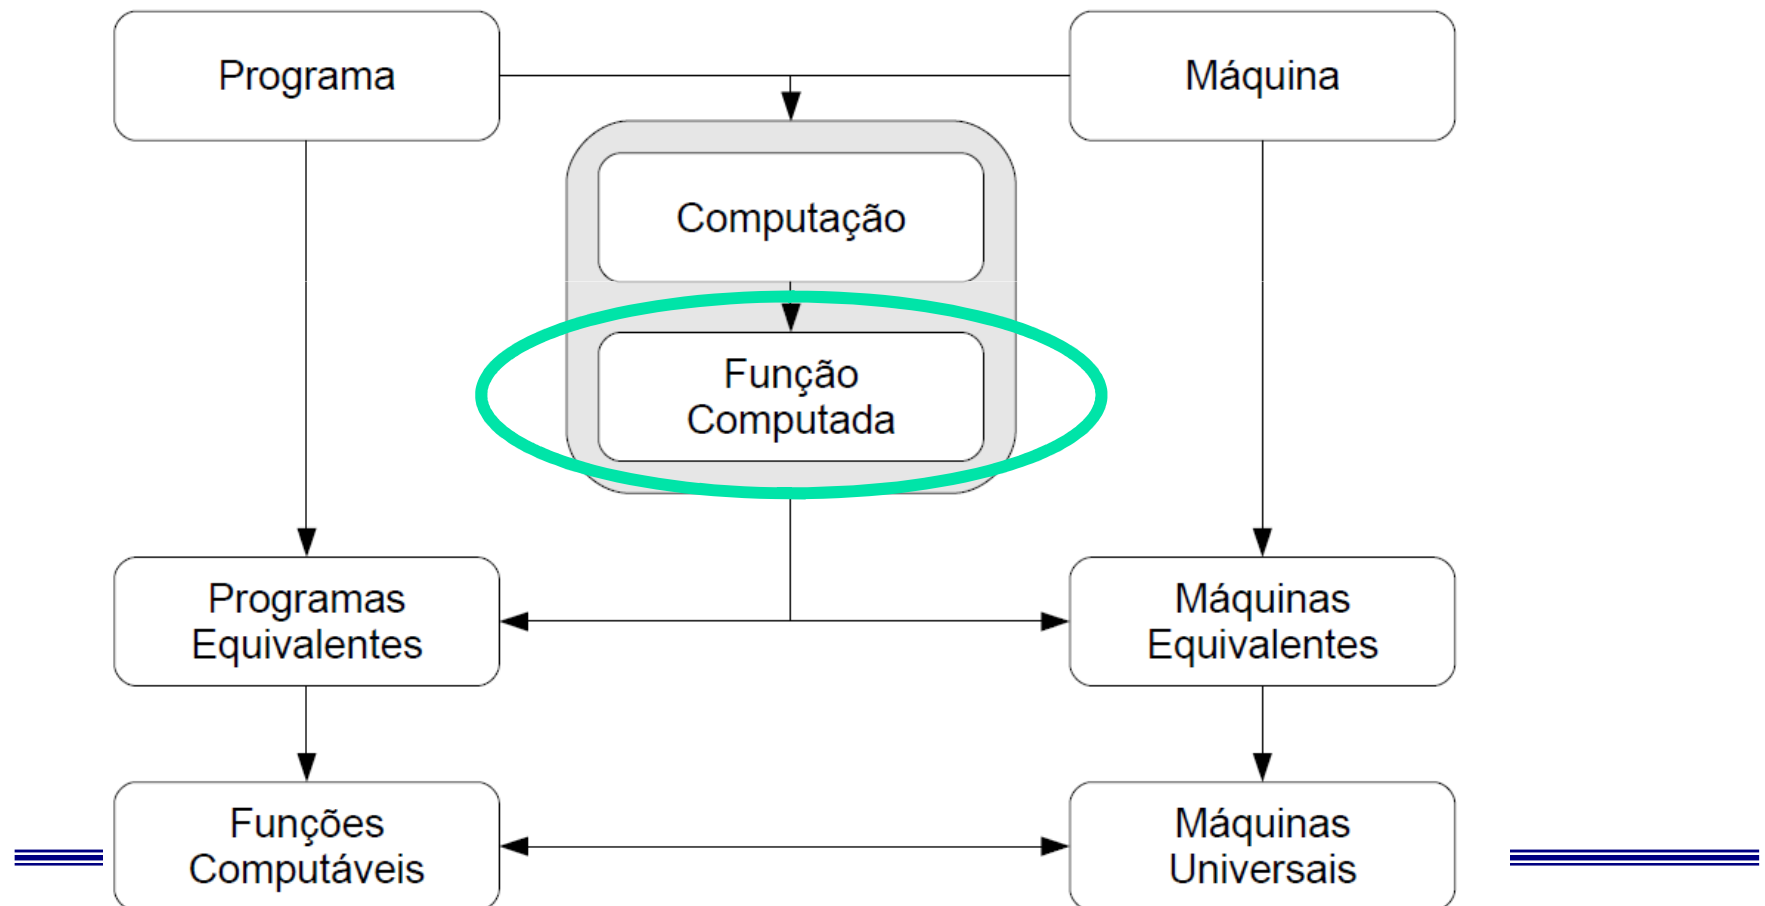 Programa
Máquina
Computação
Função
Computada
Programas
Equivalentes
Máquinas
Equivalentes
Funções
Computáveis
Máquinas
Universais